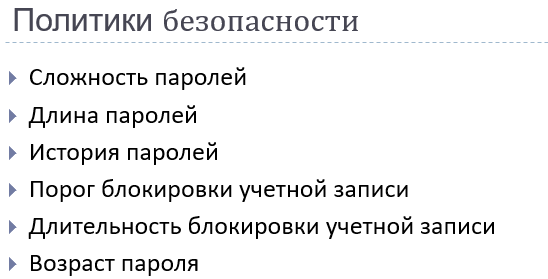 Политики безопасности
Сложность паролей
Длина паролей
История паролей
Порог блокировки учетной записи
Длительность блокировки учетной записи
Возраст пароля